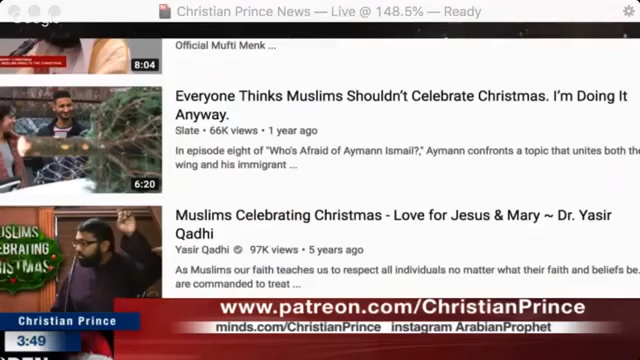 Christian Prince News — Live @ 148.5% — Ready
Official Mufti Menk ...
8:04
Everyone Thinks Muslims Shouldn't Celebrate Christmas. I'm Doing It
Anyway.
Slate • 66K views • 1 year ago
In episode eight of "Who's Afraid of Aymann Ismail?," Aymann confronts a topic that unites both the
wing and his immigrant ...
6:20
Muslims Celebrating Christmas - Love for Jesus & Mary ~ Dr. Yasir
Qadhi
Yasir Qadhi 97K views • 5 years ago
As Muslims our faith teaches us to respect all individuals no matter what their faith and beliefs be..
are commanded to treat ...
www.patreon.com/ChristianPrince
minds.com/ChristianPrince instagram ArabianProphet
Christian Prince
3:49